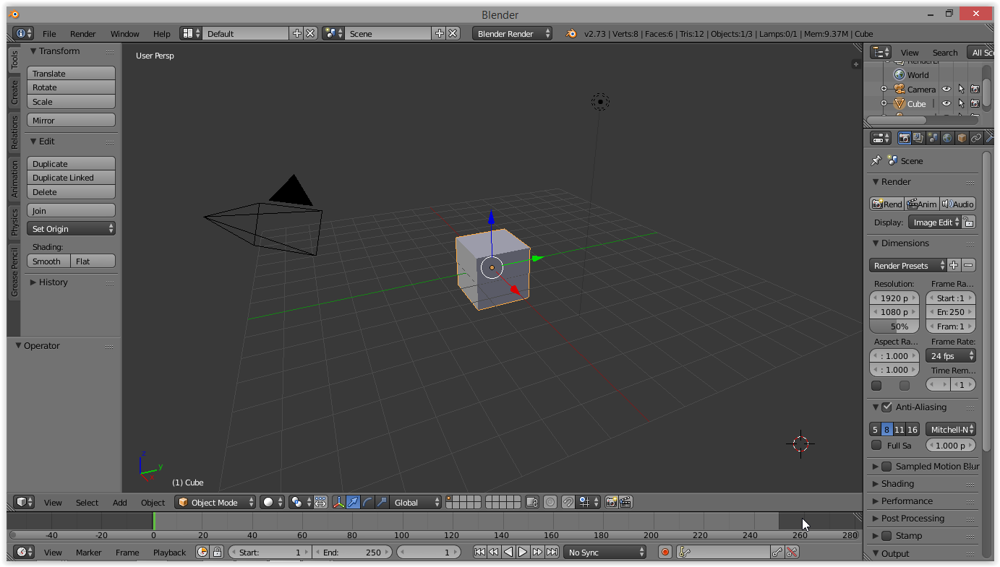 Blender
File Render Window Help Default Scene Blender Render v2.73 | Verts:8 | Faces:6 | Tris:12 | Objects:1/3 | Lamps:0/1 | Mem:9.37M | Cube
Tools
Create
Relations
Animation
Physics
Grease Pencil
Transform
Translate
Rotate
Scale
Mirror
Edit
Duplicate
Duplicate Linked
Delete
Join
Set Origin
Shading:
Smooth Flat
History
Operator
User Persp
z
y
x
(1) Cube
View Select Add Object Object Mode Global
-40 -20 0 20 40 60 80 100 120 140 160 180 200 220 240 260 280
View Marker Frame Playback Start: 1 End: 250 1 No Sync
View Search All Sc
World
Camera
Cube
Scene
Render
Rend Anim Audio
Display: Image Edit
Dimensions
Render Presets
Resolution: Frame Ra...
1920 p Start :1
1080 p En: 250
50% Fram: 1
Aspect Ra... Frame Rate:
: 1.000 24 fps
: 1.000 Time Rem...
1
Anti-Aliasing
5 8 11 16 Mitchell-N
Full Sa 1.000 p
Sampled Motion Blur
Shading
Performance
Post Processing
Stamp
Output